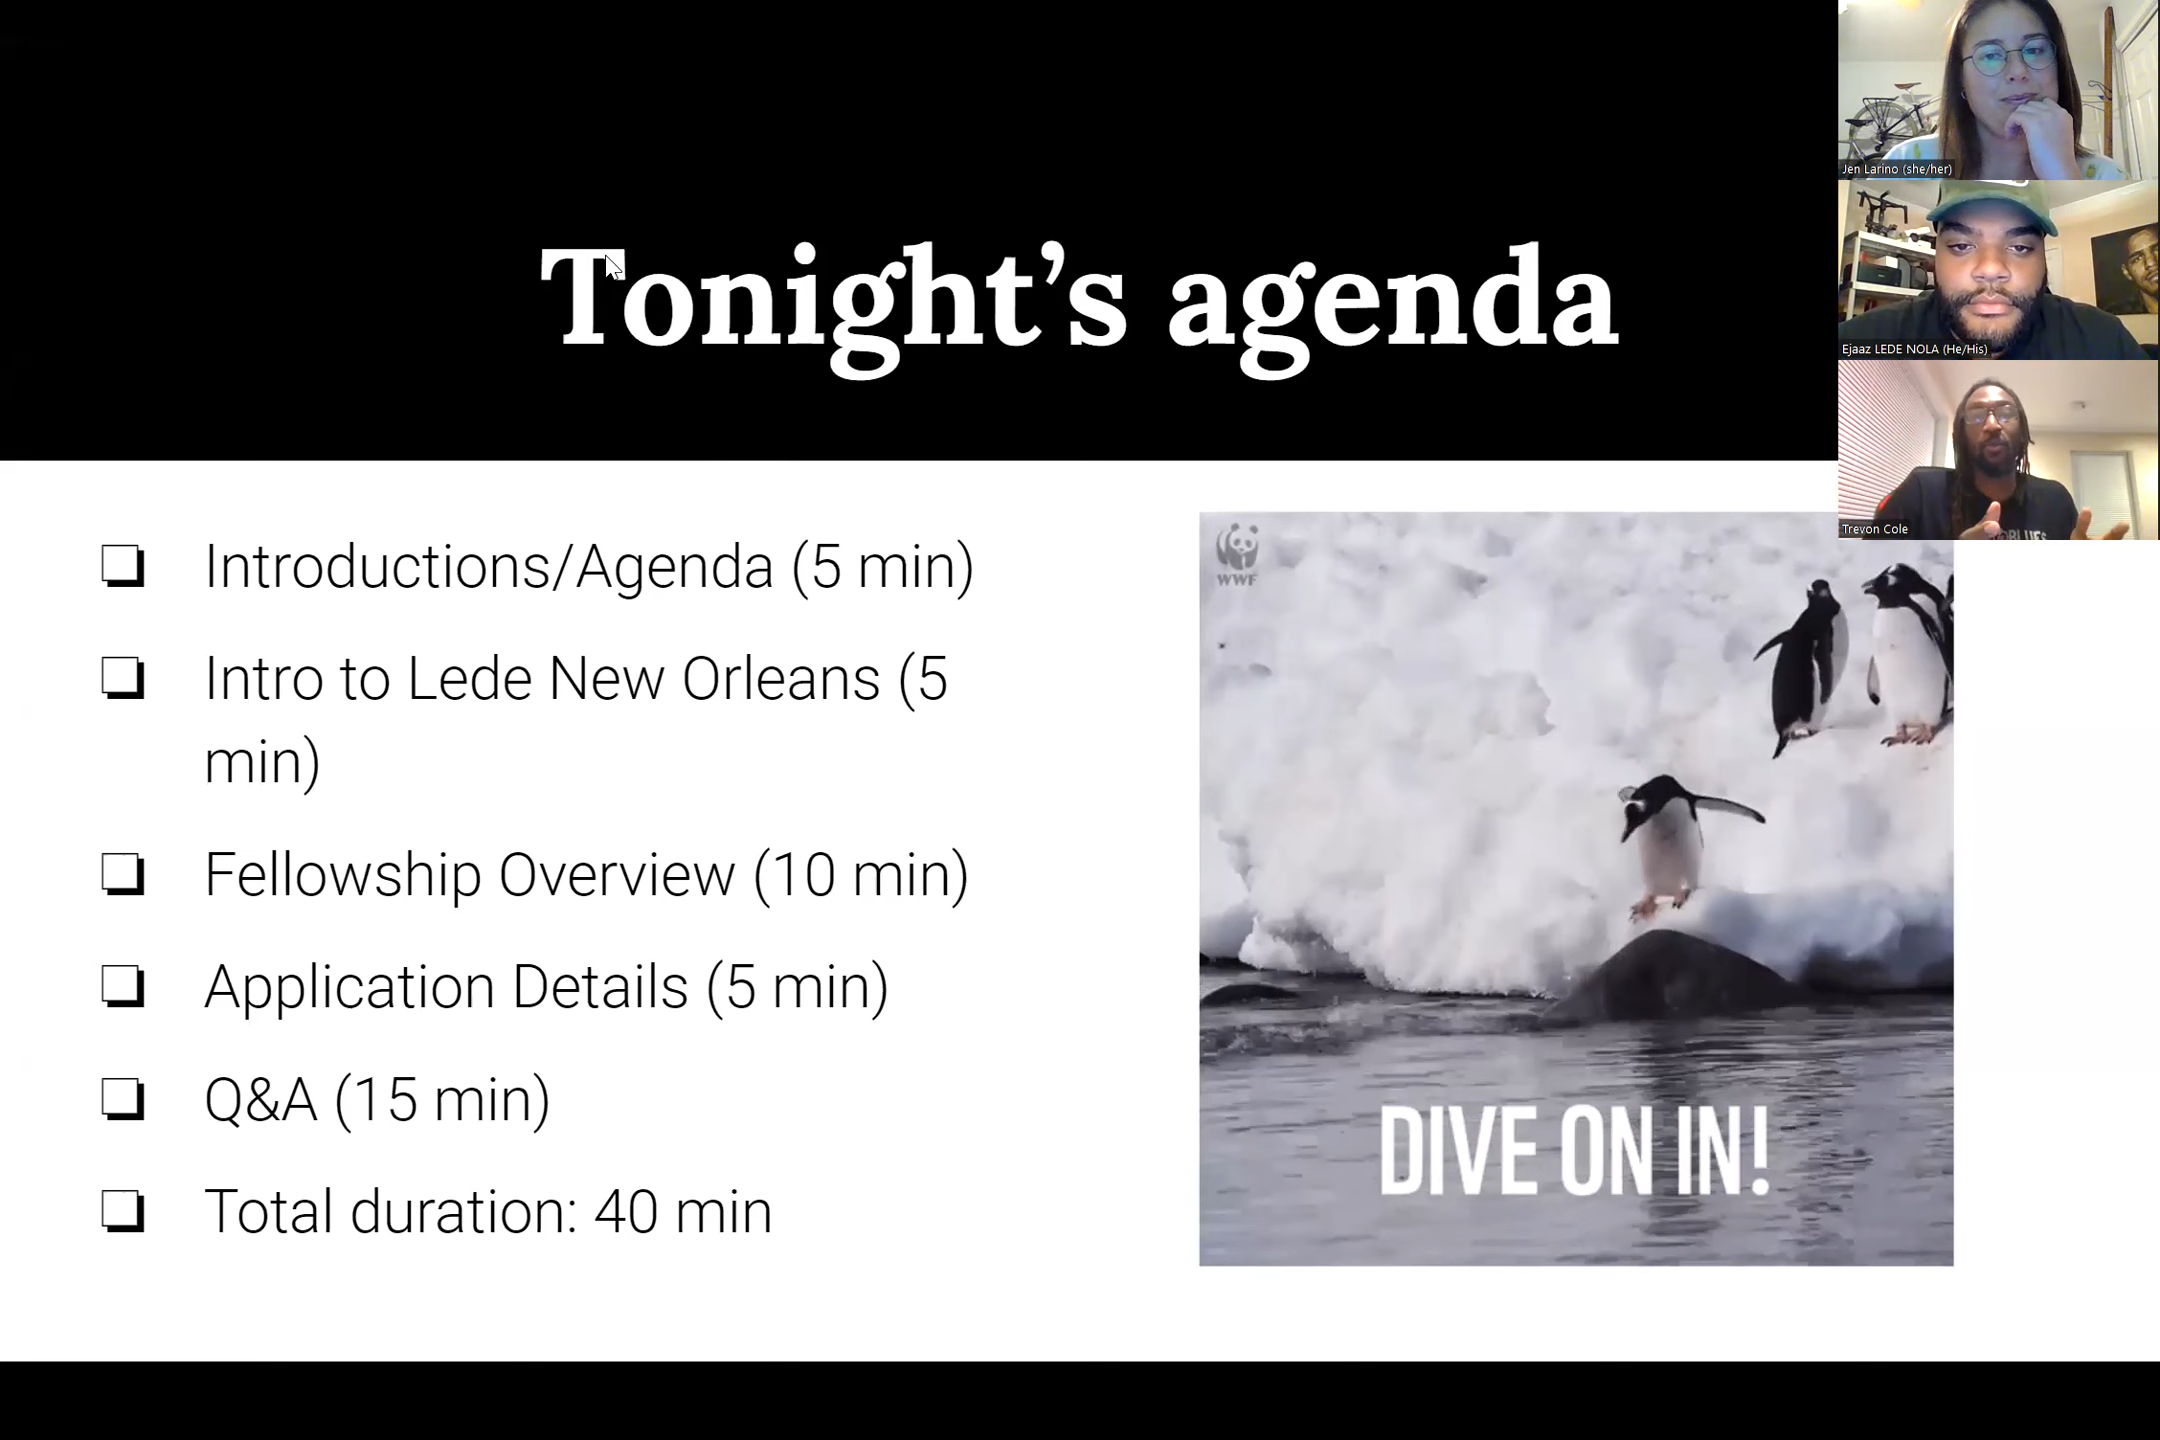 Tonight’s agenda
❏ Introductions/Agenda (5 min)
❏ Intro to Lede New Orleans (5
min)
❏ Fellowship Overview (10 min)
❏ Application Details (5 min)
❏ Q&A (15 min)
❏ Total duration: 40 min
WWF
DIVE ON IN!
Jen Larino (she/her)
Ejaaz LEDE NOLA (He/His)
Trevon Cole